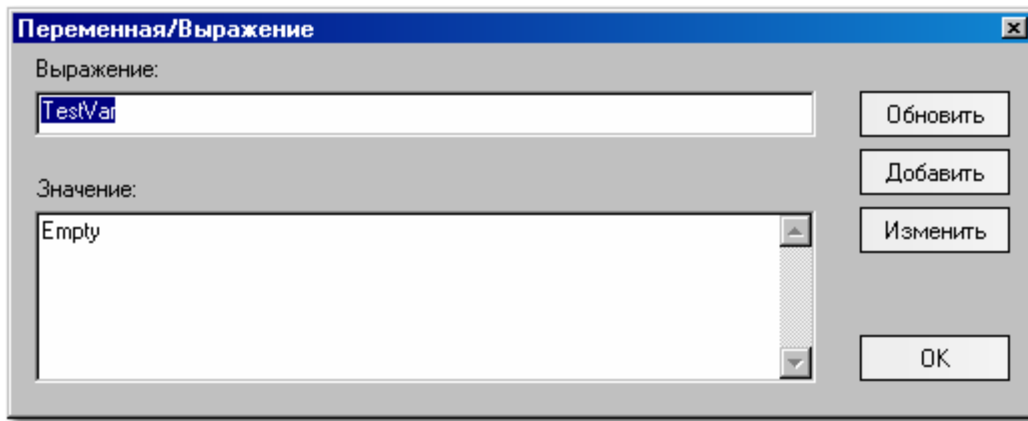 Переменная/Выражение
Выражение:
TestVar
Обновить
Добавить
Значение:
Empty
Изменить
OK